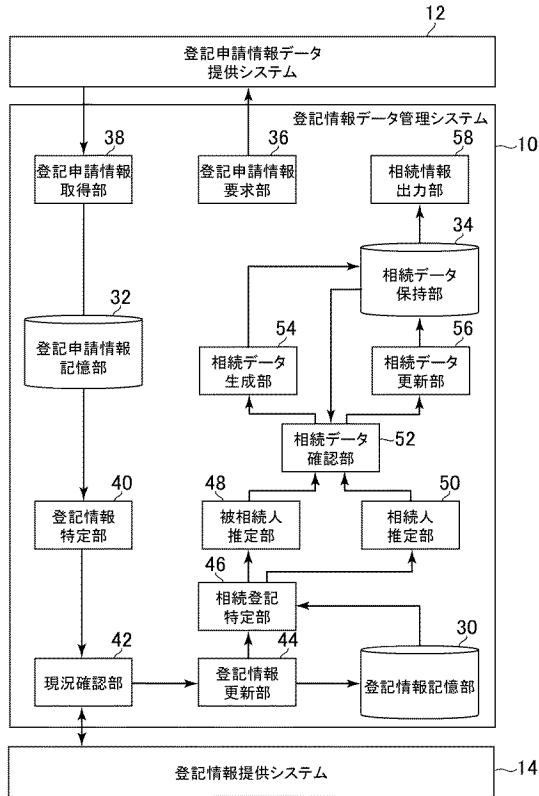 12
登記申請情報データ
提供システム
登記情報データ管理システム
10
38
登記申請情報
取得部
36
登記申請情報
要求部
58
相続情報
出力部
34
相続データ
保持部
32
登記申請情報
記憶部
54
相続データ
生成部
56
相続データ
更新部
相続データ
確認部
52
40
登記情報
特定部
48
被相続人
推定部
50
相続人
推定部
46
相続登記
特定部
42
現況確認部
44
登記情報
更新部
30
登記情報記憶部
登記情報提供システム
14